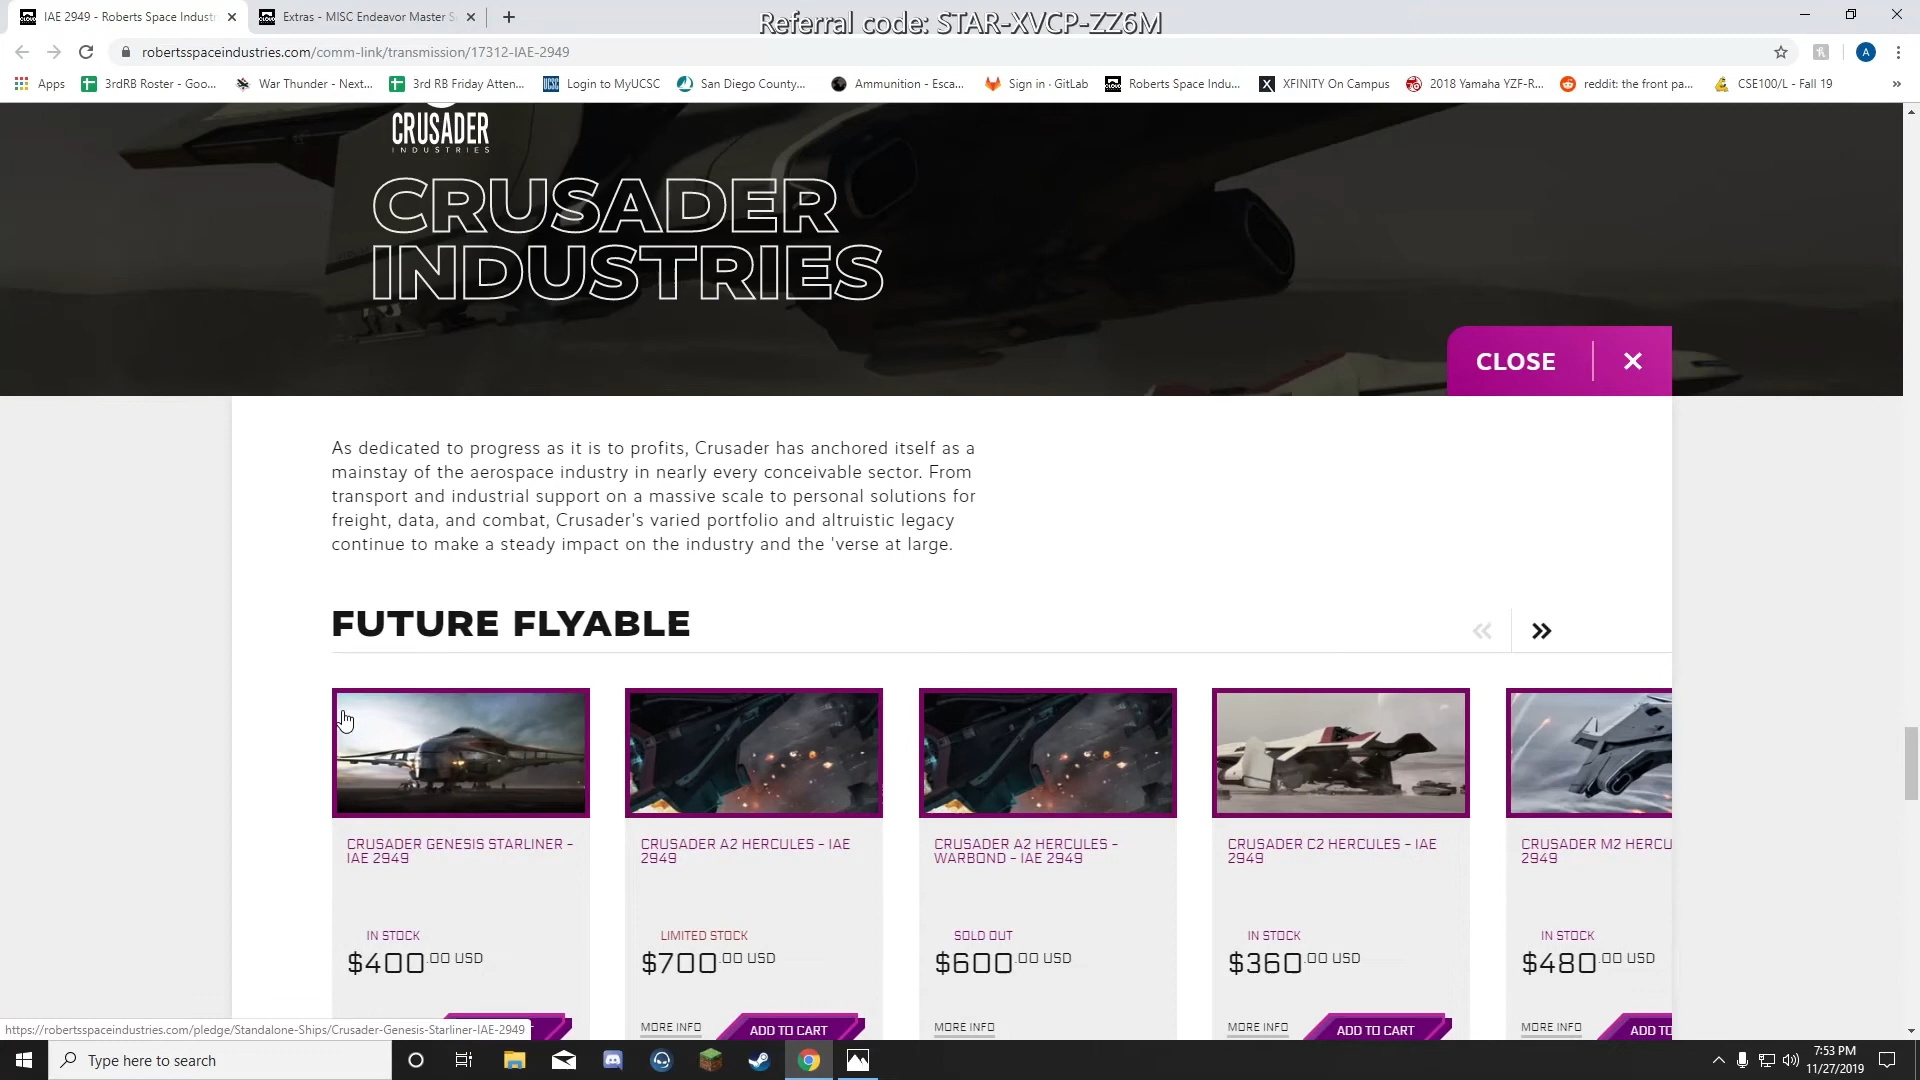 IAE 2949 - Roberts Space Industr
Extras - MISC Endeavor Master S
Referral code: STAR-XVCP-ZZ6M
robertsspaceindustries.com/comm-link/transmission/17312-IAE-2949
A
Apps
3rdRB Roster - Goo...
War Thunder - Next...
3rd RB Friday Atten...
Login to MyUCSC
San Diego County...
Ammunition - Esca...
Sign in · GitLab
Roberts Space Indu...
XFINITY On Campus
2018 Yamaha YZF-R...
reddit: the front pa...
CSE100/L - Fall 19
CRUSADER
INDUSTRIES
CRUSADER
INDUSTRIES
CLOSE
As dedicated to progress as it is to profits, Crusader has anchored itself as a
mainstay of the aerospace industry in nearly every conceivable sector. From
transport and industrial support on a massive scale to personal solutions for
freight, data, and combat, Crusader's varied portfolio and altruistic legacy
continue to make a steady impact on the industry and the 'verse at large.
FUTURE FLYABLE
CRUSADER GENESIS STARLINER -
IAE 2949
IN STOCK
$400.00 USD
CRUSADER A2 HERCULES - IAE
2949
LIMITED STOCK
$700.00 USD
MORE INFO
ADD TO CART
CRUSADER A2 HERCULES -
WARBOND - IAE 2949
SOLD OUT
$600.00 USD
MORE INFO
CRUSADER C2 HERCULES - IAE
2949
IN STOCK
$360.00 USD
MORE INFO
ADD TO CART
CRUSADER M2 HERCU
2949
IN STOCK
$480.00 USD
MORE INFO
ADD TO
https://robertsspaceindustries.com/pledge/Standalone-Ships/Crusader-Genesis-Starliner-IAE-2949
Type here to search
7:53 PM
11/27/2019